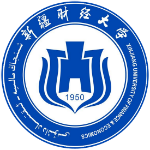 新疆财经大学
XINJIANG UNIVERSITY OF FINANCE & ECONOMICS
1950